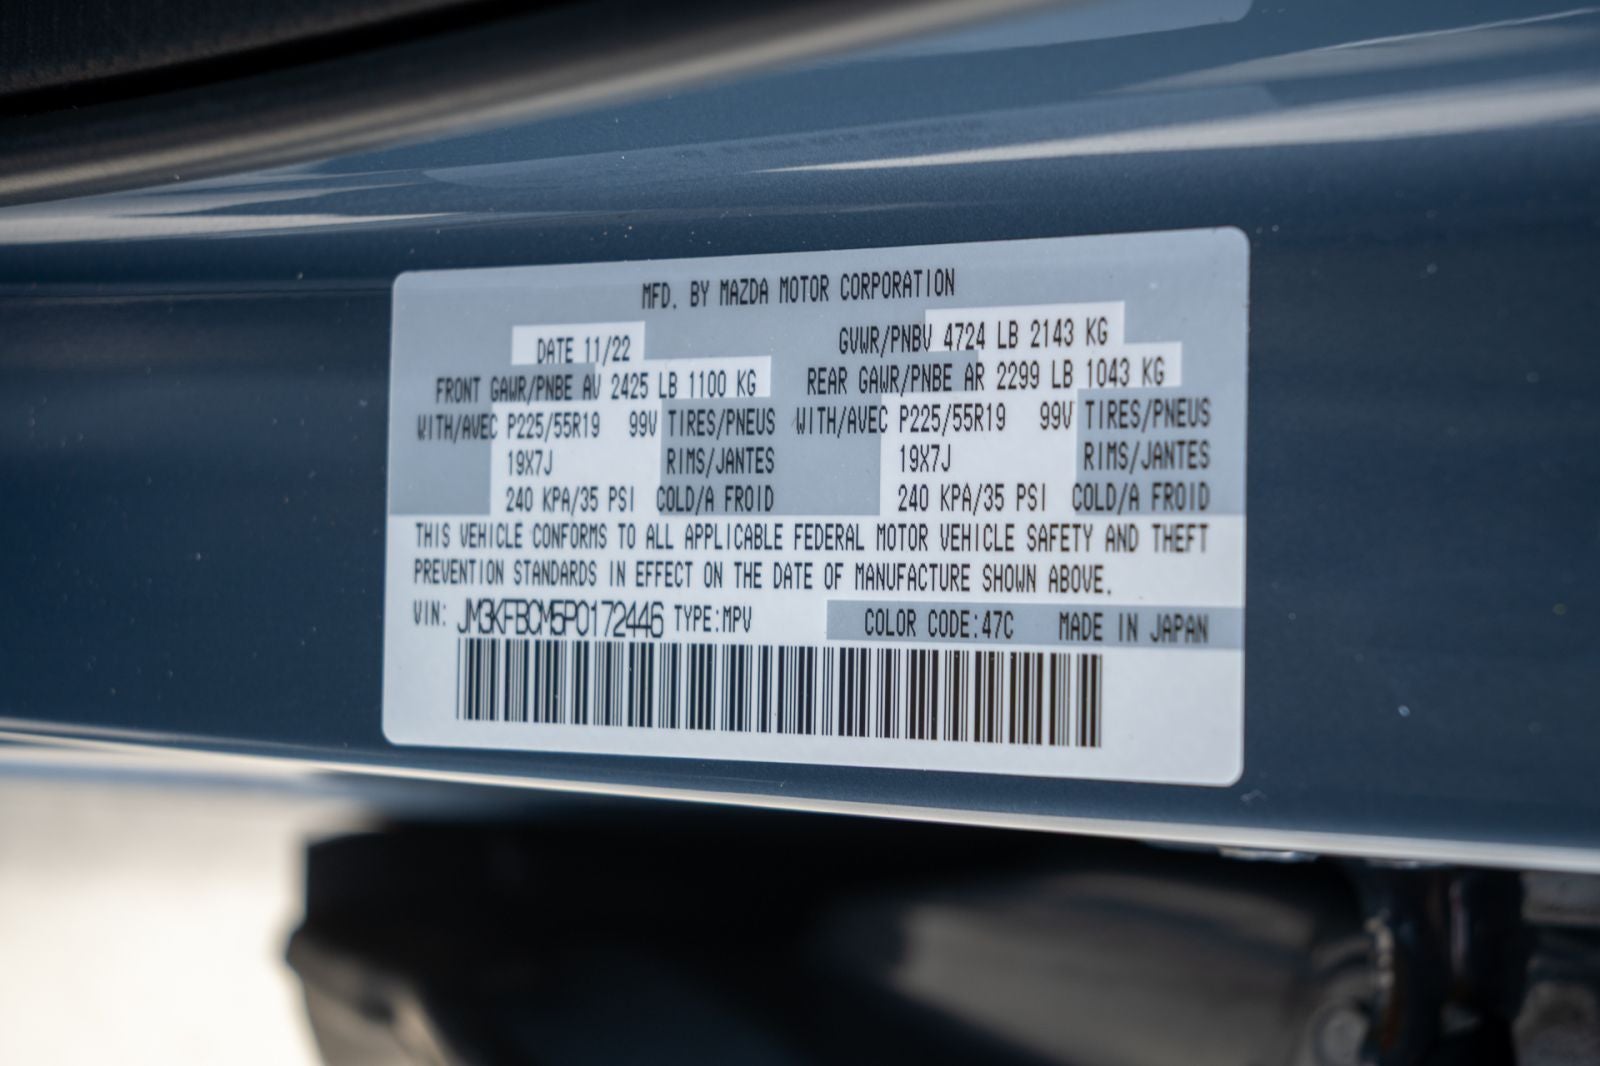 MFD. BY MAZDA MOTOR CORPORATION
DATE 11/22 GVWR/PNBV 4724 LB 2143 KG
FRONT GAWR/PNBE AV 2425 LB 1100 KG REAR GAWR/PNBE AR 2299 LB 1043 KG
WITH/AVEC P225/55R19 99V TIRES/PNEUS WITH/AVEC P225/55R19 99V TIRES/PNEUS
19X7J RIMS/JANTES 19X7J RIMS/JANTES
240 KPA/35 PSI COLD/A FROID 240 KPA/35 PSI COLD/A FROID
THIS VEHICLE CONFORMS TO ALL APPLICABLE FEDERAL MOTOR VEHICLE SAFETY AND THEFT
PREVENTION STANDARDS IN EFFECT ON THE DATE OF MANUFACTURE SHOWN ABOVE.
VIN: JM3KFBCM5P0172446 TYPE:MPV COLOR CODE:47C MADE IN JAPAN